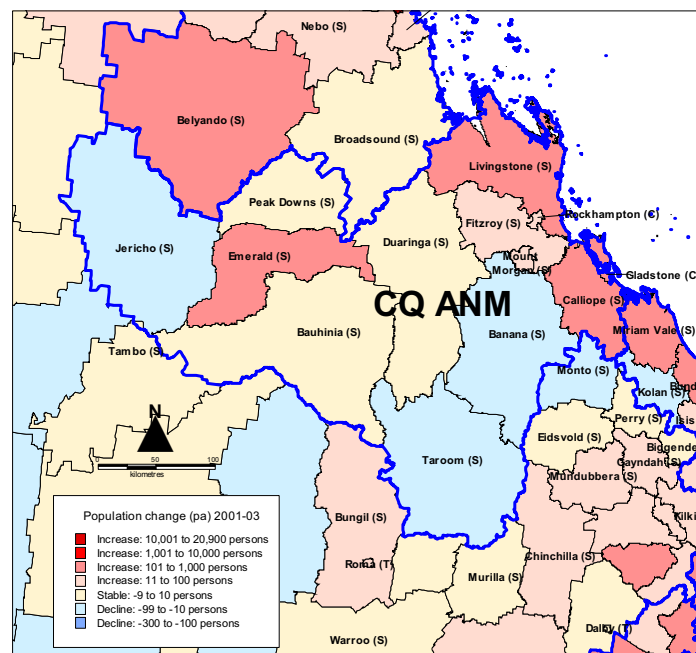 Nebo (S)
Belyando (S)
Broadsound (S)
Livingstone (S)
Peak Downs (S)
Rockhampton (C)
Fitzroy (S)
Jericho (S)
Duaringa (S)
Emerald (S)
Mount
Morgan (S)
Gladstone (C
CQ ANM
Calliope (S)
Bauhinia (S)
Banana (S)
Miriam Vale (S)
Tambo (S)
Monto (S)
Kolan (S)
N
Perry (S)
Isis
Eidsvold (S)
Biggende
0 50 100
kilometres
Taroom (S)
Gayndah (S)
Mundubbera (S)
Population change (pa) 2001-03
Bungil (S)
Kilki
Increase: 10,001 to 20,900 persons
Increase: 1,001 to 10,000 persons
Increase: 101 to 1,000 persons
Chinchilla (S)
Roma (T)
Increase: 11 to 100 persons
Murilla (S)
Stable: -9 to 10 persons
Decline: -99 to -10 persons
Decline: -300 to -100 persons
Dalby (T)
Warroo (S)